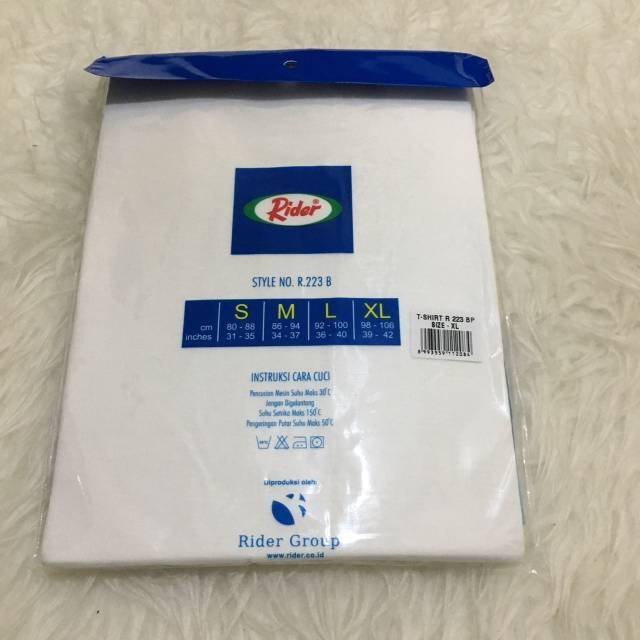 Rider
STYLE NO. R.223 B
S M L XL
cm 80 - 88 86 - 94 92 - 100 98 - 106
inches 31 - 35 34 - 37 36 - 40 39 - 42
T-SHIRT R 223 BP
SIZE - XL
INSTRUKSI CARA CUCI
Pencucian Mesin Suhu Maks 30°C
Jangan Digelantang
Suhu Setrika Maks 150°C
Pengeringan Putar Suhu Maks 50°C
Diproduksi oleh:
Rider Group
www.rider.co.id